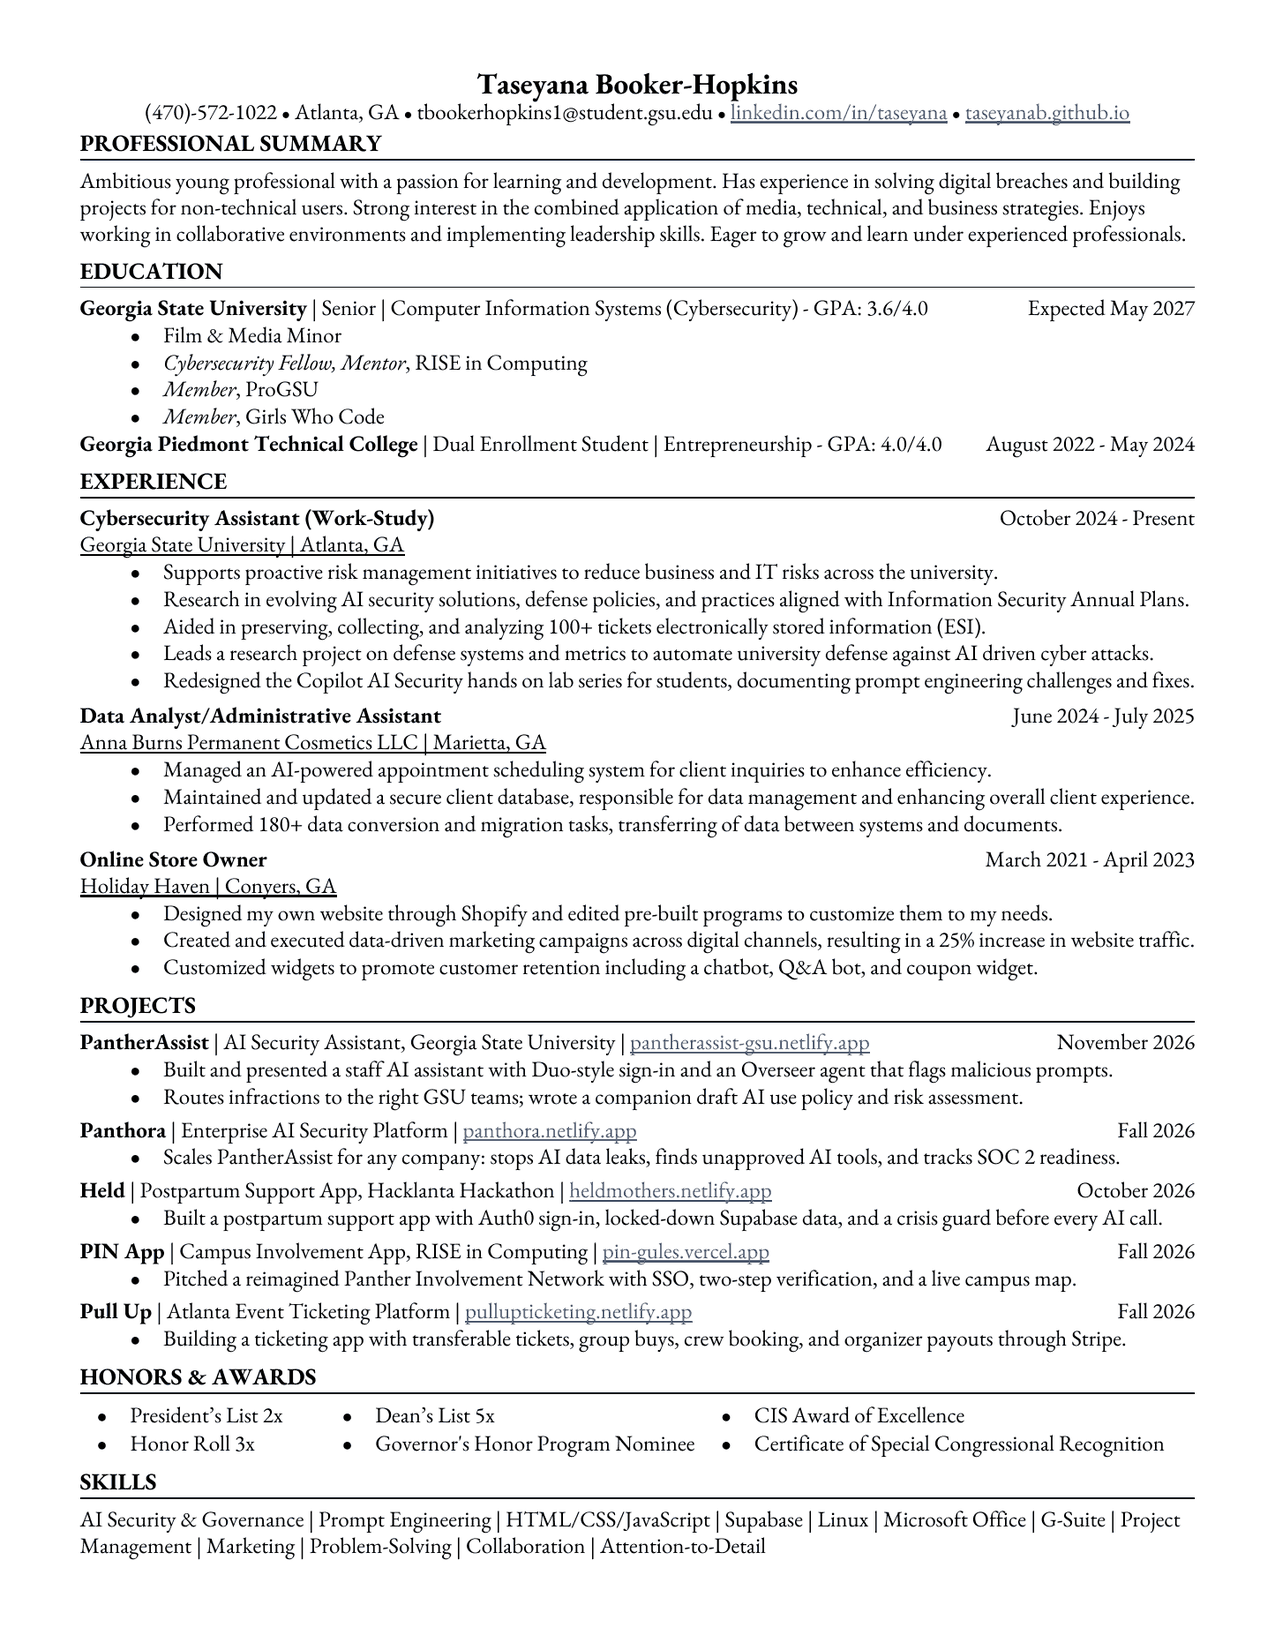 Taseyana Booker-Hopkins
(470)-572-1022 • Atlanta, GA • tbookerhopkins1@student.gsu.edu • linkedin.com/in/taseyana • taseyanab.github.io
PROFESSIONAL SUMMARY
Ambitious young professional with a passion for learning and development. Has experience in solving digital breaches and building
projects for non-technical users. Strong interest in the combined application of media, technical, and business strategies. Enjoys
working in collaborative environments and implementing leadership skills. Eager to grow and learn under experienced professionals.
EDUCATION
Georgia State University | Senior | Computer Information Systems (Cybersecurity) - GPA: 3.6/4.0 Expected May 2027
• Film & Media Minor
• Cybersecurity Fellow, Mentor, RISE in Computing
• Member, ProGSU
• Member, Girls Who Code
Georgia Piedmont Technical College | Dual Enrollment Student | Entrepreneurship - GPA: 4.0/4.0 August 2022 - May 2024
EXPERIENCE
Cybersecurity Assistant (Work-Study) October 2024 - Present
Georgia State University | Atlanta, GA
• Supports proactive risk management initiatives to reduce business and IT risks across the university.
• Research in evolving AI security solutions, defense policies, and practices aligned with Information Security Annual Plans.
• Aided in preserving, collecting, and analyzing 100+ tickets electronically stored information (ESI).
• Leads a research project on defense systems and metrics to automate university defense against AI driven cyber attacks.
• Redesigned the Copilot AI Security hands on lab series for students, documenting prompt engineering challenges and fixes.
Data Analyst/Administrative Assistant June 2024 - July 2025
Anna Burns Permanent Cosmetics LLC | Marietta, GA
• Managed an AI-powered appointment scheduling system for client inquiries to enhance efficiency.
• Maintained and updated a secure client database, responsible for data management and enhancing overall client experience.
• Performed 180+ data conversion and migration tasks, transferring of data between systems and documents.
Online Store Owner March 2021 - April 2023
Holiday Haven | Conyers, GA
• Designed my own website through Shopify and edited pre-built programs to customize them to my needs.
• Created and executed data-driven marketing campaigns across digital channels, resulting in a 25% increase in website traffic.
• Customized widgets to promote customer retention including a chatbot, Q&A bot, and coupon widget.
PROJECTS
PantherAssist | AI Security Assistant, Georgia State University | pantherassist-gsu.netlify.app November 2026
• Built and presented a staff AI assistant with Duo-style sign-in and an Overseer agent that flags malicious prompts.
• Routes infractions to the right GSU teams; wrote a companion draft AI use policy and risk assessment.
Panthora | Enterprise AI Security Platform | panthora.netlify.app Fall 2026
• Scales PantherAssist for any company: stops AI data leaks, finds unapproved AI tools, and tracks SOC 2 readiness.
Held | Postpartum Support App, Hacklanta Hackathon | heldmothers.netlify.app October 2026
• Built a postpartum support app with Auth0 sign-in, locked-down Supabase data, and a crisis guard before every AI call.
PIN App | Campus Involvement App, RISE in Computing | pin-gules.vercel.app Fall 2026
• Pitched a reimagined Panther Involvement Network with SSO, two-step verification, and a live campus map.
Pull Up | Atlanta Event Ticketing Platform | pullupticketing.netlify.app Fall 2026
• Building a ticketing app with transferable tickets, group buys, crew booking, and organizer payouts through Stripe.
HONORS & AWARDS
• President’s List 2x • Dean’s List 5x • CIS Award of Excellence
• Honor Roll 3x • Governor's Honor Program Nominee • Certificate of Special Congressional Recognition
SKILLS
AI Security & Governance | Prompt Engineering | HTML/CSS/JavaScript | Supabase | Linux | Microsoft Office | G-Suite | Project
Management | Marketing | Problem-Solving | Collaboration | Attention-to-Detail